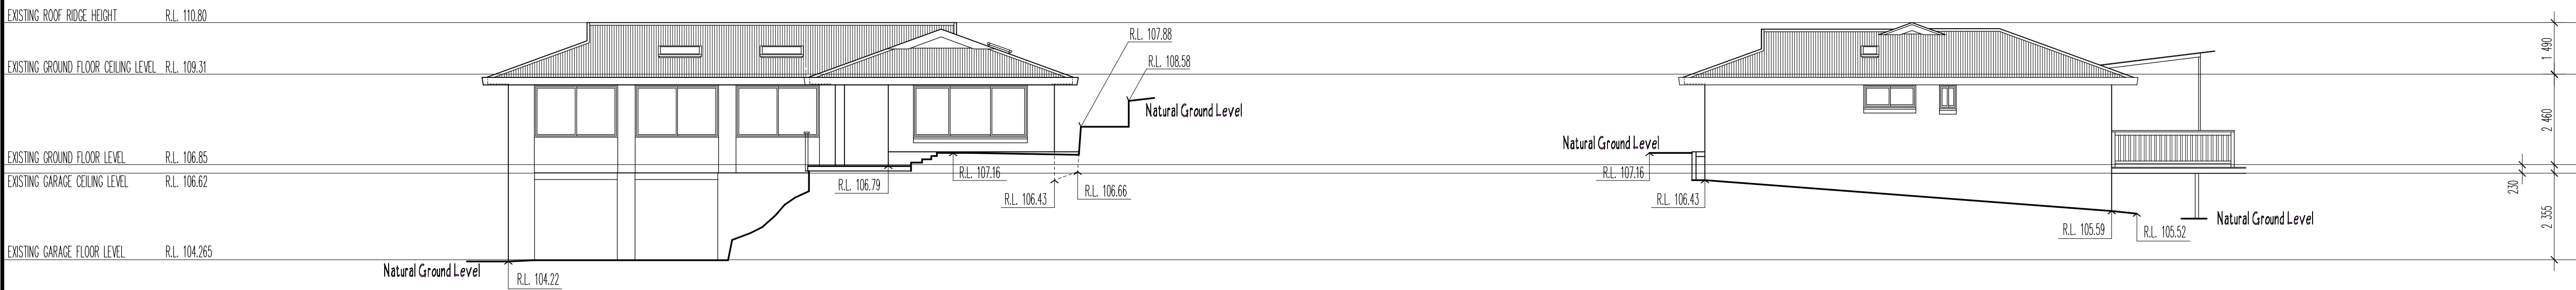 EXISTING ROOF RIDGE HEIGHT R.L. 110.80
EXISTING GROUND FLOOR CEILING LEVEL R.L. 109.31
EXISTING GROUND FLOOR LEVEL R.L. 106.85
EXISTING GARAGE CEILING LEVEL R.L. 106.62
EXISTING GARAGE FLOOR LEVEL R.L. 104.265
Natural Ground Level
R.L. 104.22
R.L. 107.88
R.L. 108.58
Natural Ground Level
R.L. 106.79
R.L. 107.16
R.L. 106.43
R.L. 106.66
Natural Ground Level
R.L. 107.16
R.L. 106.43
R.L. 105.59
R.L. 105.52
Natural Ground Level
1 490
2 460
230
2 355